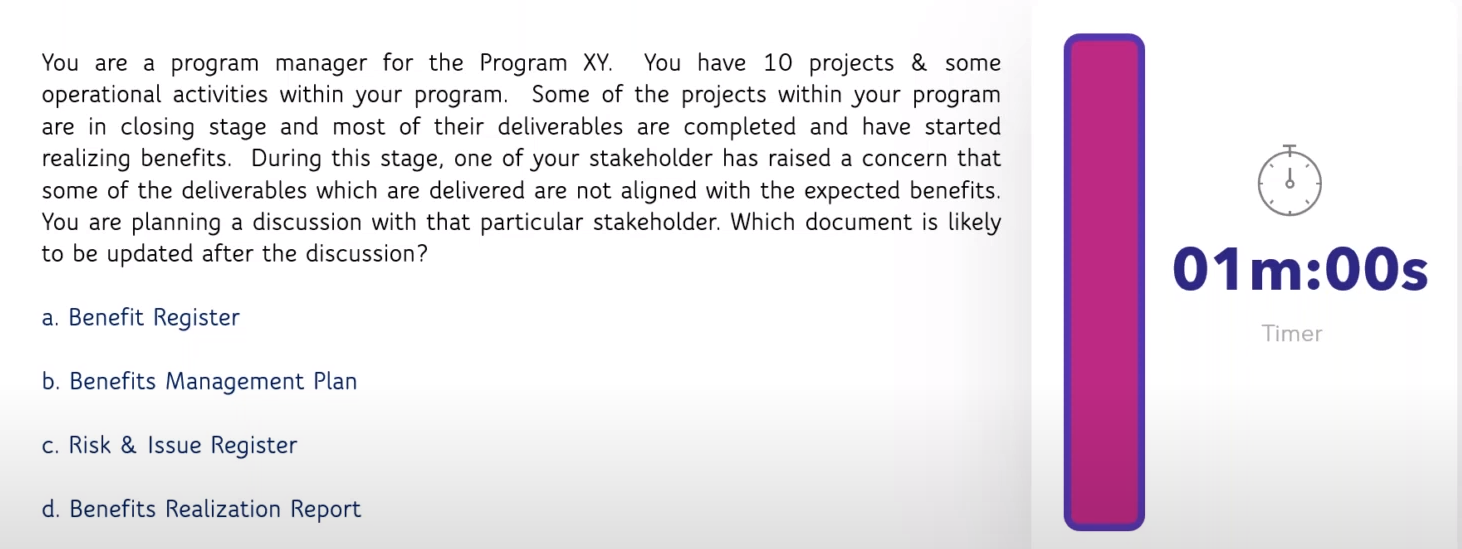 You are a program manager for the Program XY. You have 10 projects & some
operational activities within your program. Some of the projects within your program
are in closing stage and most of their deliverables are completed and have started
realizing benefits. During this stage, one of your stakeholder has raised a concern that
some of the deliverables which are delivered are not aligned with the expected benefits.
You are planning a discussion with that particular stakeholder. Which document is likely
to be updated after the discussion?
a. Benefit Register
b. Benefits Management Plan
c. Risk & Issue Register
d. Benefits Realization Report
01m:00s
Timer